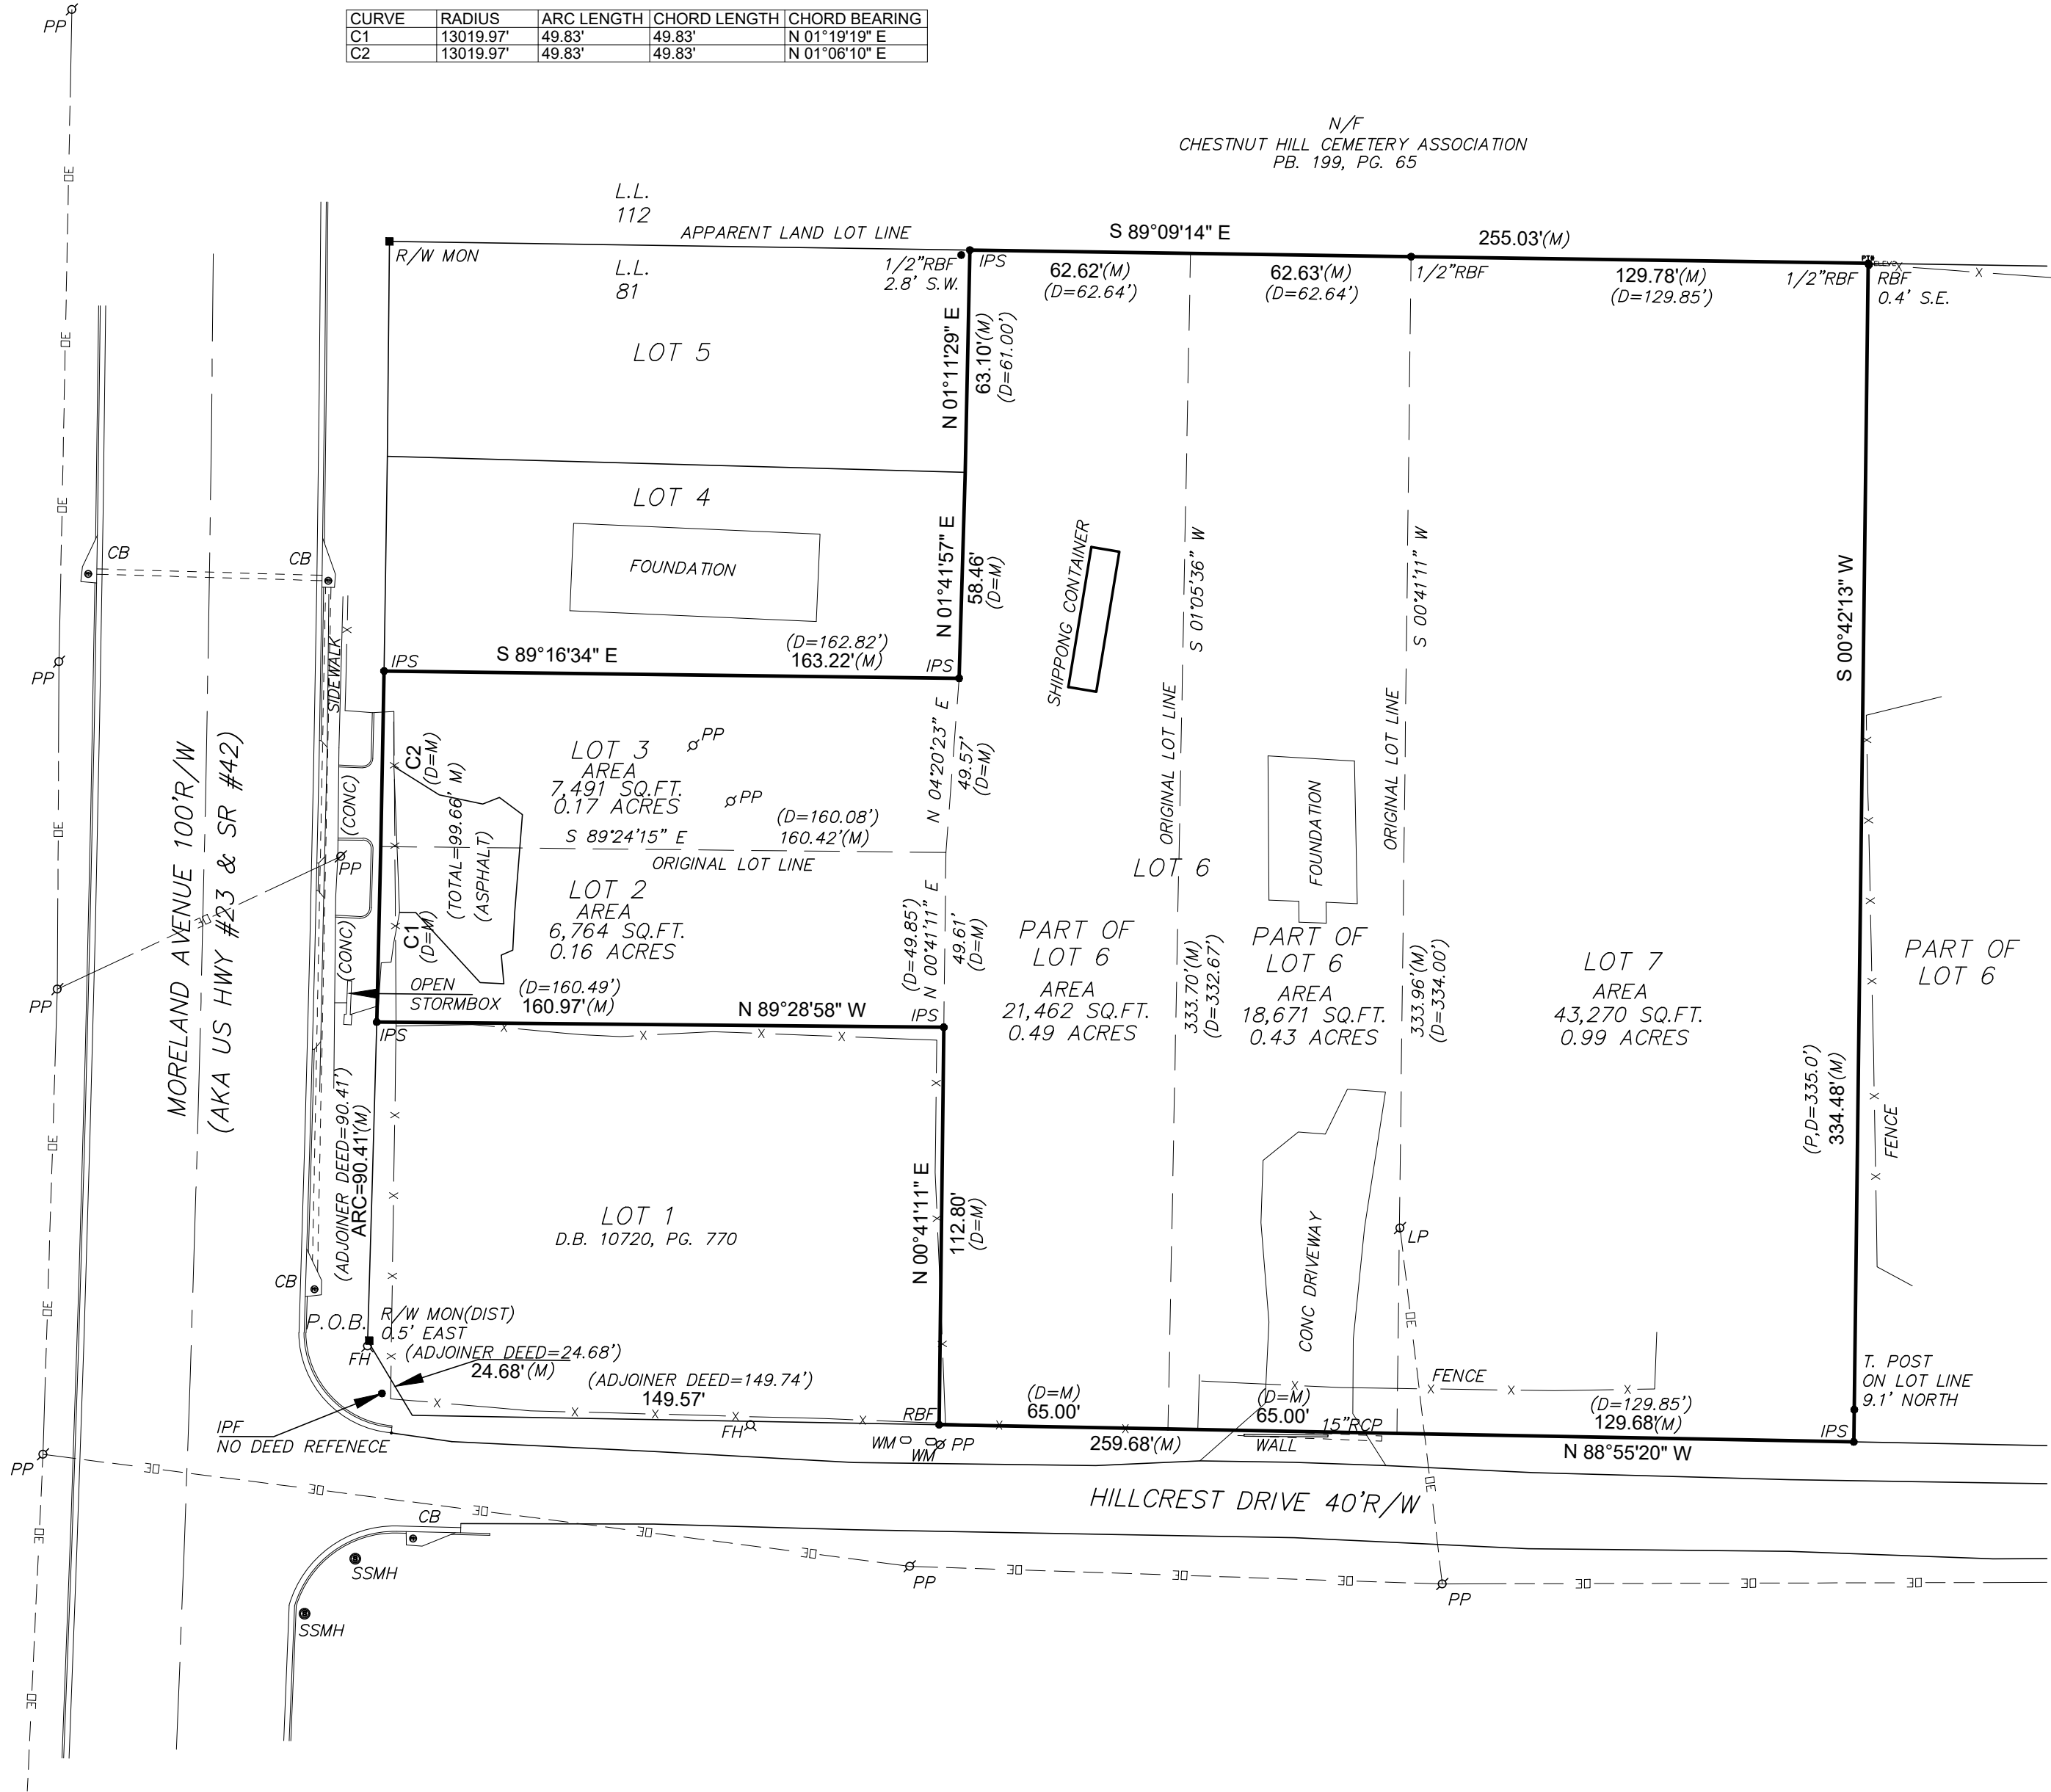 CURVE RADIUS ARC LENGTH CHORD LENGTH CHORD BEARING
C1 13019.97' 49.83' 49.83' N 01°19'19" E
C2 13019.97' 49.83' 49.83' N 01°06'10" E
PP
N/F
CHESTNUT HILL CEMETERY ASSOCIATION
PB. 199, PG. 65
L.L.
112
APPARENT LAND LOT LINE
R/W MON
L.L.
81
1/2"RBF
2.8' S.W.
IPS
S 89°09'14" E
255.03'(M)
62.62'(M)
(D=62.64')
62.63'(M)
(D=62.64')
1/2"RBF
129.78'(M)
(D=129.85')
1/2"RBF
RBF
0.4' S.E.
LOT 5
N 01°11'29" E
63.10'(M)
(D=61.00')
LOT 4
FOUNDATION
N 01°41'57" E
58.46'
(D=M)
CB
CB
SIDEWALK
SHIPPONG CONTAINER
S 01°05'36" W
S 00°41'11" W
S 00°42'13" W
PP
IPS
S 89°16'34" E
(D=162.82')
163.22'(M)
IPS
MORELAND AVENUE 100'R/W
(AKA US HWY #23 & SR #42)
C2
(D=M)
(TOTAL=99.66' M)
(ASPHALT)
(CONC)
LOT 3
AREA
7,491 SQ.FT.
0.17 ACRES
PP
PP
N 04°20'23" E
49.57'
(D=M)
(D=160.08')
S 89°24'15" E
160.42'(M)
ORIGINAL LOT LINE
ORIGINAL LOT LINE
ORIGINAL LOT LINE
FOUNDATION
LOT 6
PP
LOT 2
AREA
6,764 SQ.FT.
0.16 ACRES
C1
(D=M)
(CONC)
(D=49.85')
N 00°41'11" E
49.61'
(D=M)
OPEN
STORMBOX
(D=160.49')
160.97'(M)
N 89°28'58" W
IPS
IPS
PP
PART OF
LOT 6
AREA
21,462 SQ.FT.
0.49 ACRES
333.70'(M)
(D=332.67')
PART OF
LOT 6
AREA
18,671 SQ.FT.
0.43 ACRES
333.96'(M)
(D=334.00')
LOT 7
AREA
43,270 SQ.FT.
0.99 ACRES
PART OF
LOT 6
(P,D=335.0')
334.48'(M)
FENCE
(ADJOINER DEED=90.41')
ARC=90.41'(M)
LOT 1
D.B. 10720, PG. 770
N 00°41'11" E
112.80'
(D=M)
CONC DRIVEWAY
LP
CB
P.O.B.
R/W MON(DIST)
0.5' EAST
FH
(ADJOINER DEED=24.68')
24.68'(M)
(ADJOINER DEED=149.74')
149.57'
IPF
NO DEED REFENECE
RBF
FH
WM
WM
PP
(D=M)
65.00'
(D=M)
65.00'
259.68'(M)
15"RCP
WALL
FENCE
(D=129.85')
129.68'(M)
N 88°55'20" W
IPS
T. POST
ON LOT LINE
9.1' NORTH
PP
HILLCREST DRIVE 40'R/W
CB
SSMH
SSMH
PP
PP